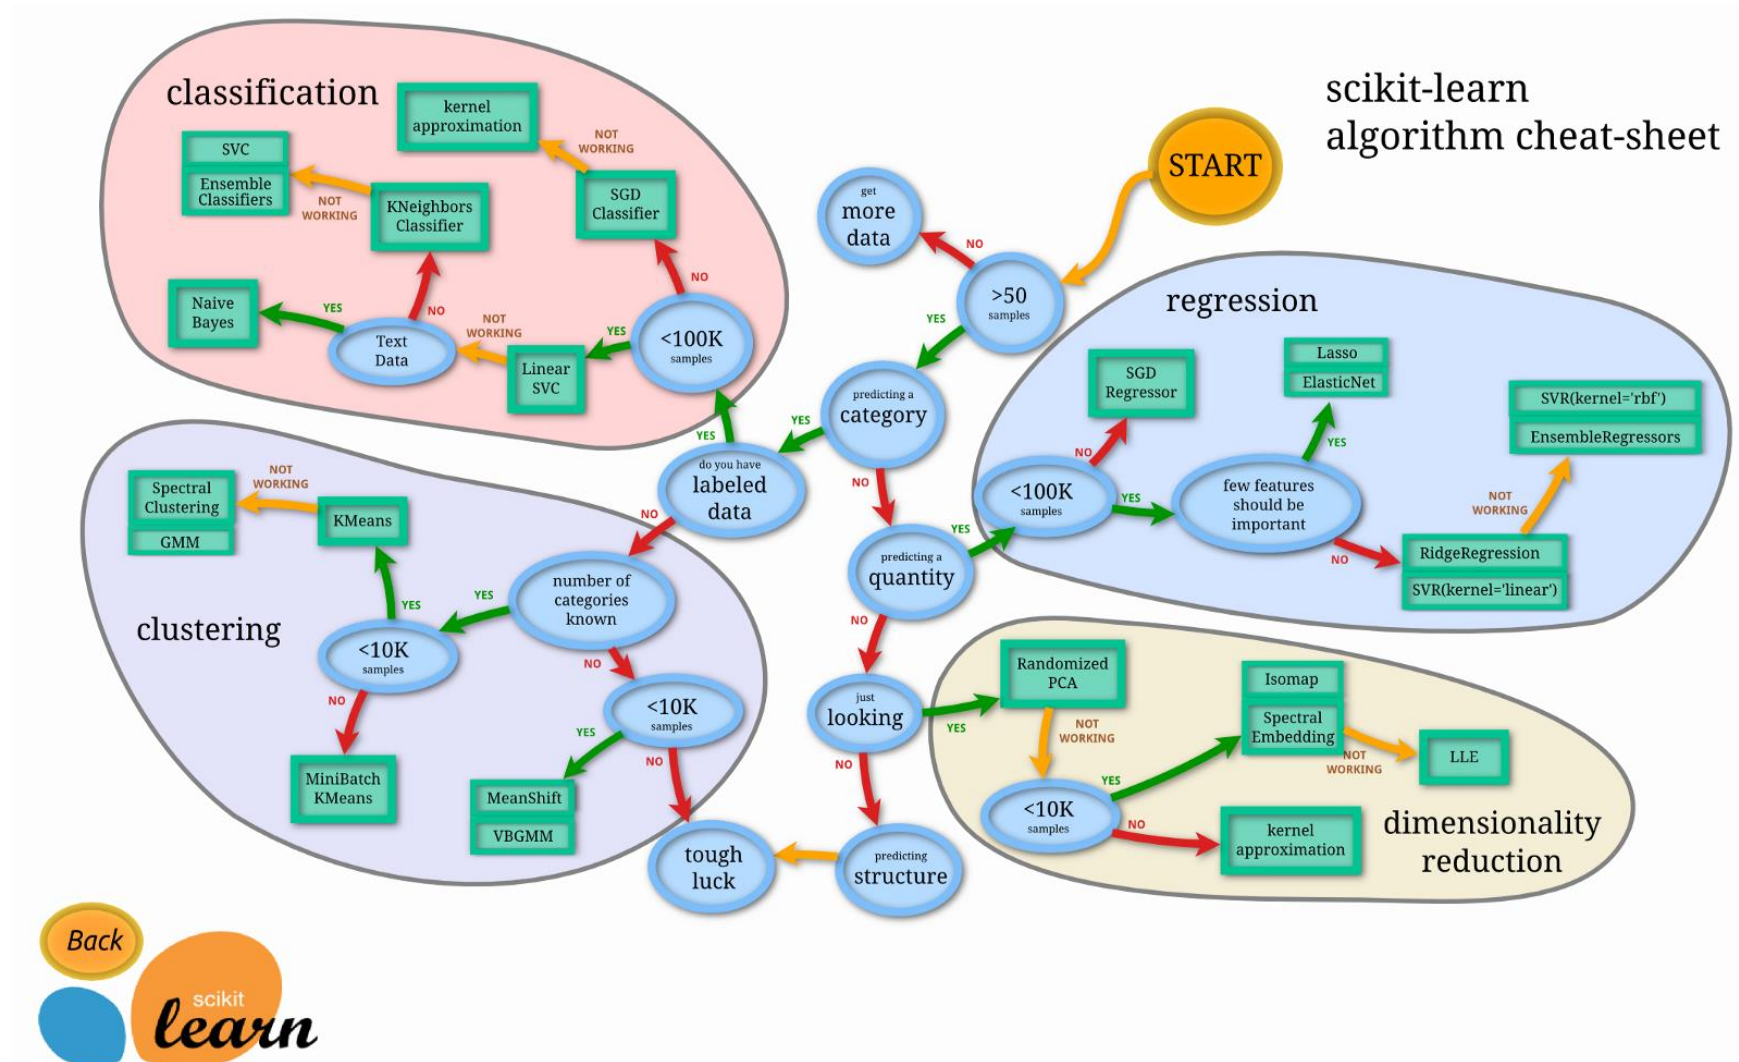 scikit-learn
algorithm cheat-sheet
START
>50
samples
NO
get
more
data
YES
predicting a
category
YES
NO
do you have
labeled
data
YES
NO
classification
<100K
samples
NO
YES
SGD
Classifier
NOT
WORKING
kernel
approximation
Linear
SVC
NOT
WORKING
Text
Data
YES
NO
Naive
Bayes
KNeighbors
Classifier
NOT
WORKING
SVC
Ensemble
Classifiers
clustering
number of
categories
known
YES
NO
<10K
samples
YES
NO
KMeans
NOT
WORKING
Spectral
Clustering
GMM
MiniBatch
KMeans
<10K
samples
YES
NO
MeanShift
VBGMM
tough
luck
predicting a
quantity
YES
NO
regression
<100K
samples
NO
YES
SGD
Regressor
few features
should be
important
YES
NO
Lasso
ElasticNet
RidgeRegression
SVR(kernel='linear')
NOT
WORKING
SVR(kernel='rbf')
EnsembleRegressors
just
looking
YES
NO
predicting
structure
dimensionality
reduction
Randomized
PCA
NOT
WORKING
<10K
samples
YES
NO
Isomap
Spectral
Embedding
NOT
WORKING
LLE
kernel
approximation
Back
scikit
learn